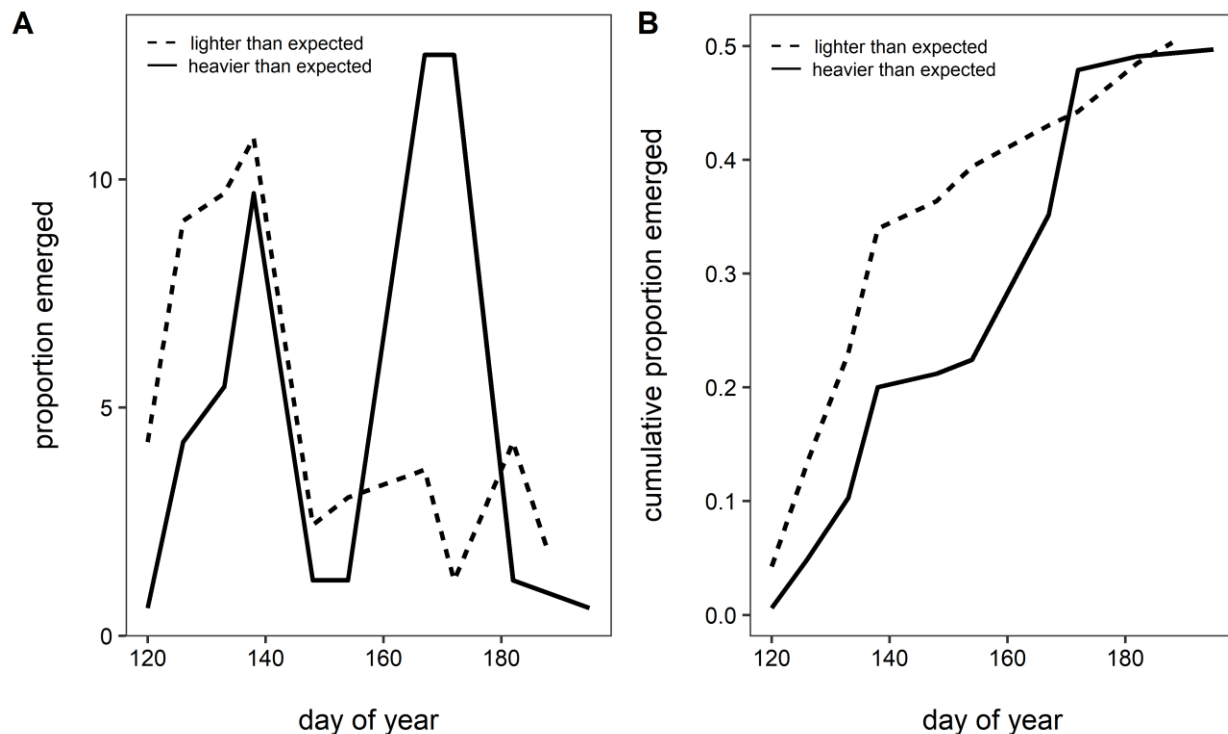 A
lighter than expected
heavier than expected
proportion emerged
10
5
0
120 140 160 180
day of year
B
lighter than expected
heavier than expected
cumulative proportion emerged
0.5
0.4
0.3
0.2
0.1
0.0
120 140 160 180
day of year